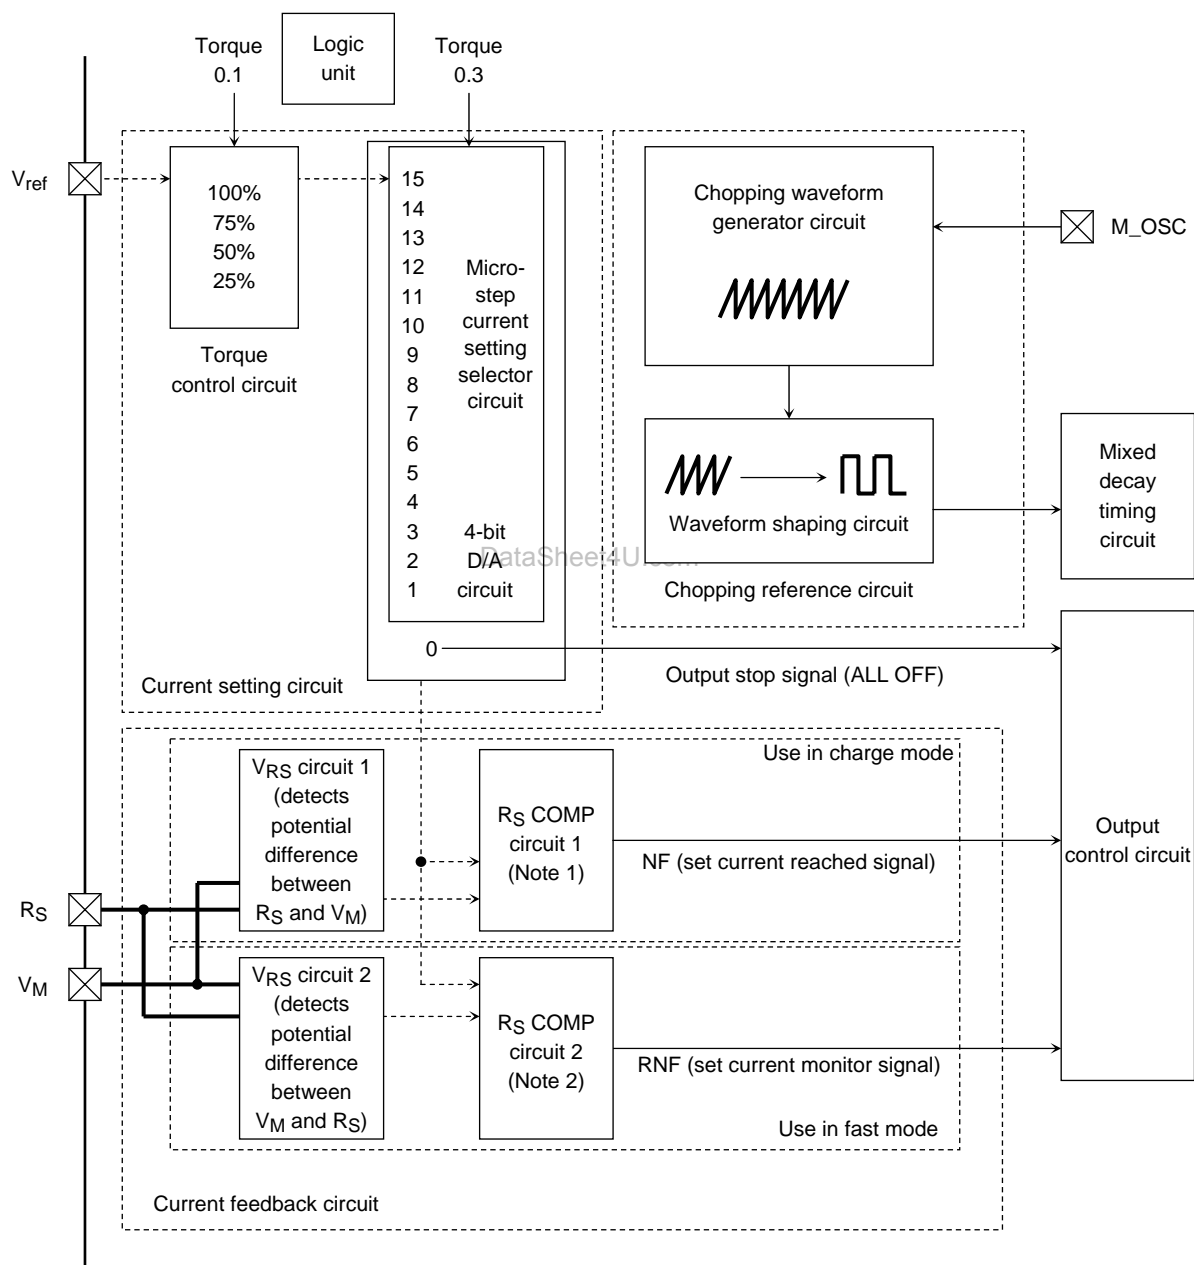 Torque
0.1
Logic
unit
Torque
0.3
Vref
100%
75%
50%
25%
Torque
control circuit
15
14
13
12
11
10
9
8
7
6
5
4
3
2
1
Micro-
step
current
setting
selector
circuit
4-bit
D/A
circuit
0
Current setting circuit
Chopping waveform
generator circuit
M_OSC
Waveform shaping circuit
Chopping reference circuit
Mixed
decay
timing
circuit
DataSheet4U.com
Output stop signal (ALL OFF)
Output
control circuit
Use in charge mode
VRS circuit 1
(detects
potential
difference
between
RS and VM)
RS COMP
circuit 1
(Note 1)
NF (set current reached signal)
RS
VM
VRS circuit 2
(detects
potential
difference
between
VM and RS)
RS COMP
circuit 2
(Note 2)
RNF (set current monitor signal)
Use in fast mode
Current feedback circuit